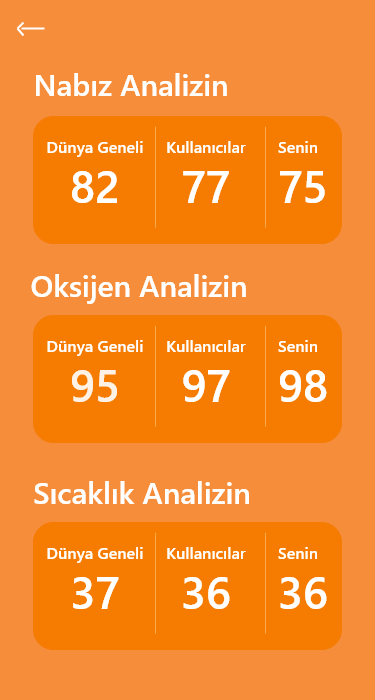 Nabız Analizin
Dünya Geneli Kullanıcılar Senin
82 77 75
Oksijen Analizin
Dünya Geneli Kullanıcılar Senin
95 97 98
Sıcaklık Analizin
Dünya Geneli Kullanıcılar Senin
37 36 36